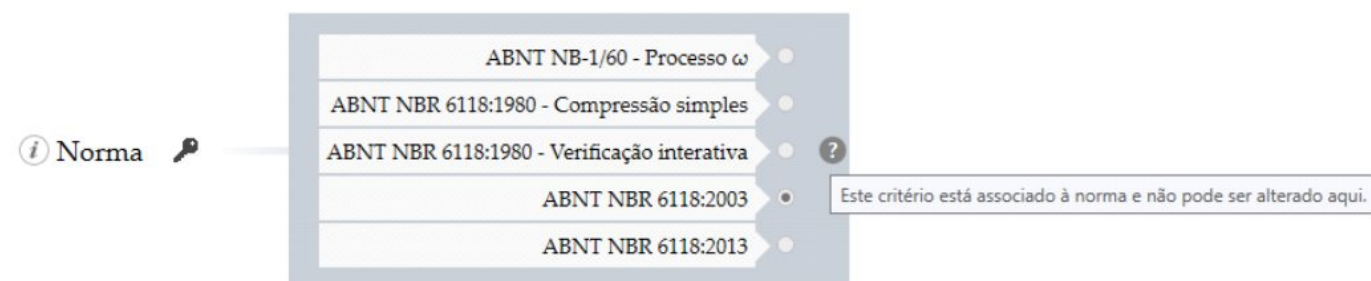 ABNT NB-1/60 - Processo ω
ABNT NBR 6118:1980 - Compressão simples
i Norma
ABNT NBR 6118:1980 - Verificação interativa
?
ABNT NBR 6118:2003
Este critério está associado à norma e não pode ser alterado aqui.
ABNT NBR 6118:2013